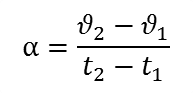 α = (ϑ₂ − ϑ₁) / (t₂ − t₁)